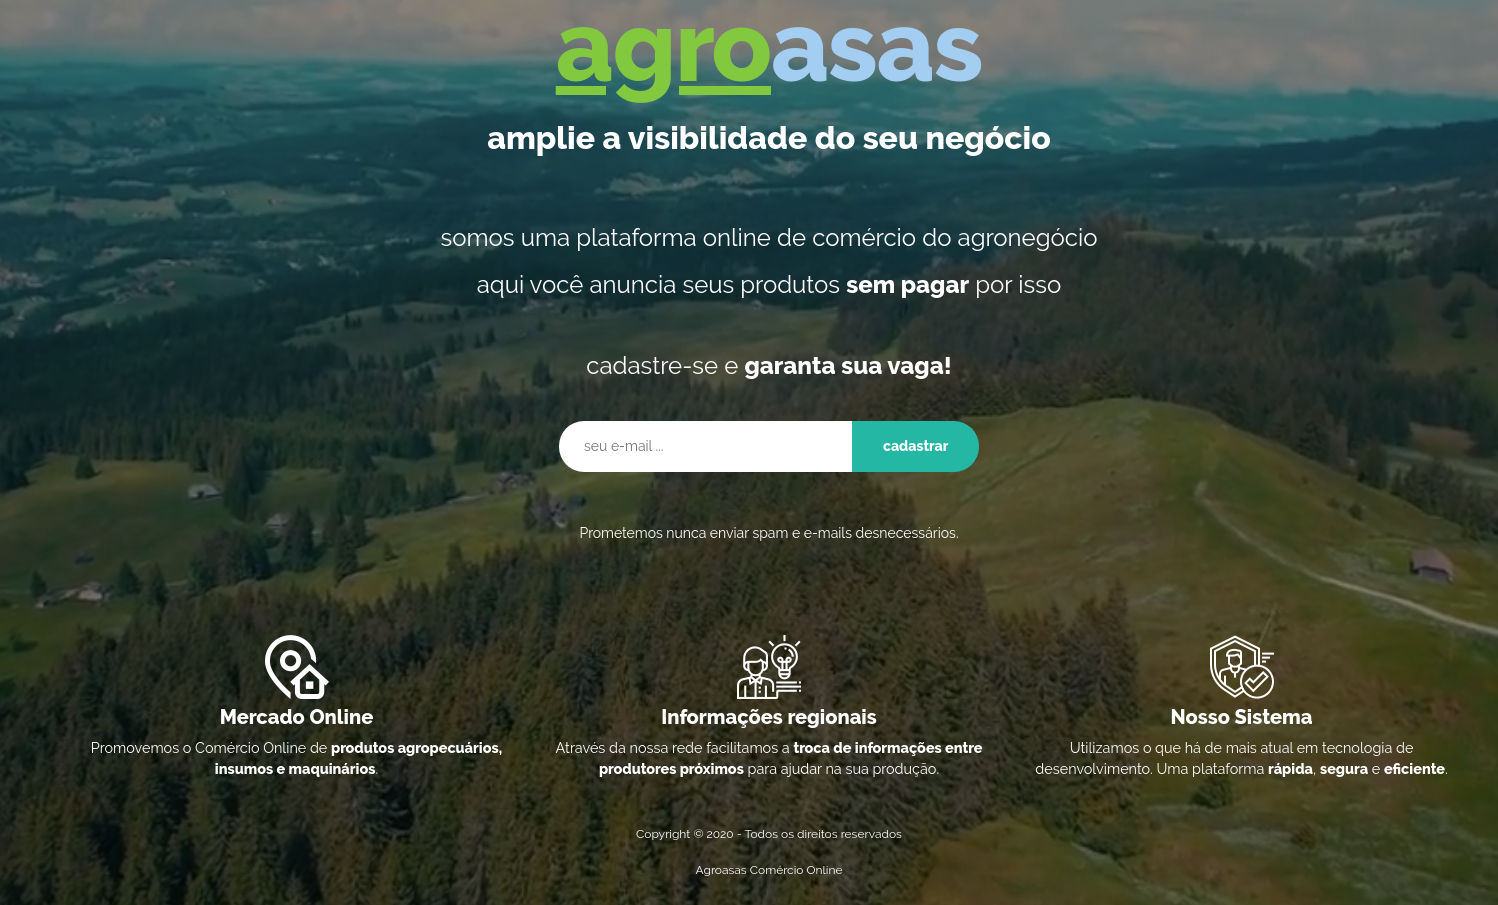 agroasas
amplie a visibilidade do seu negócio
somos uma plataforma online de comércio do agronegócio
aqui você anuncia seus produtos sem pagar por isso
cadastre-se e garanta sua vaga!
seu e-mail ...
cadastrar
Prometemos nunca enviar spam e e-mails desnecessários.
Mercado Online
Promovemos o Comércio Online de produtos agropecuários,
insumos e maquinários.
Informações regionais
Através da nossa rede facilitamos a troca de informações entre
produtores próximos para ajudar na sua produção.
Nosso Sistema
Utilizamos o que há de mais atual em tecnologia de
desenvolvimento. Uma plataforma rápida, segura e eficiente.
Copyright © 2020 - Todos os direitos reservados
Agroasas Comércio Online